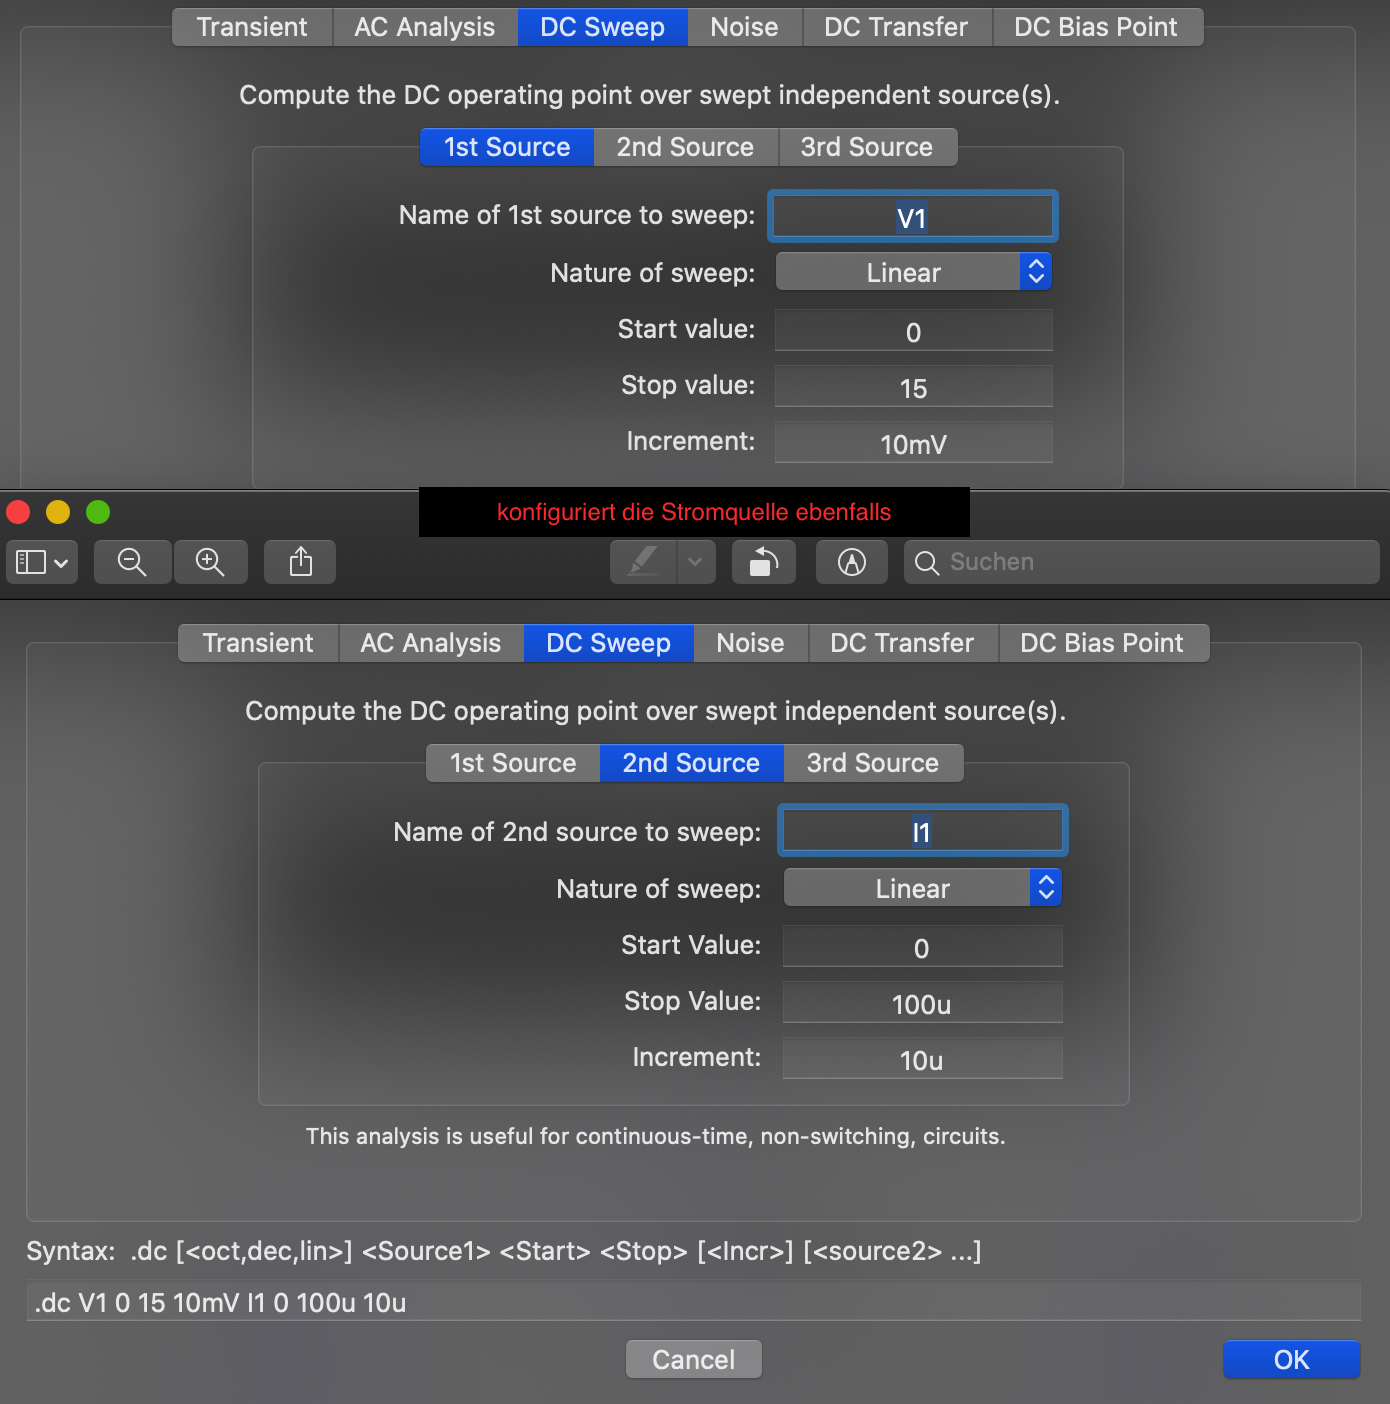 Transient AC Analysis DC Sweep Noise DC Transfer DC Bias Point
Compute the DC operating point over swept independent source(s).
1st Source 2nd Source 3rd Source
Name of 1st source to sweep: V1
Nature of sweep: Linear
Start value: 0
Stop value: 15
Increment: 10mV
konfiguriert die Stromquelle ebenfalls
Suchen
Transient AC Analysis DC Sweep Noise DC Transfer DC Bias Point
Compute the DC operating point over swept independent source(s).
1st Source 2nd Source 3rd Source
Name of 2nd source to sweep: I1
Nature of sweep: Linear
Start Value: 0
Stop Value: 100u
Increment: 10u
This analysis is useful for continuous-time, non-switching, circuits.
Syntax: .dc [<oct,dec,lin>] <Source1> <Start> <Stop> [<Incr>] [<source2> ...]
.dc V1 0 15 10mV I1 0 100u 10u
Cancel OK